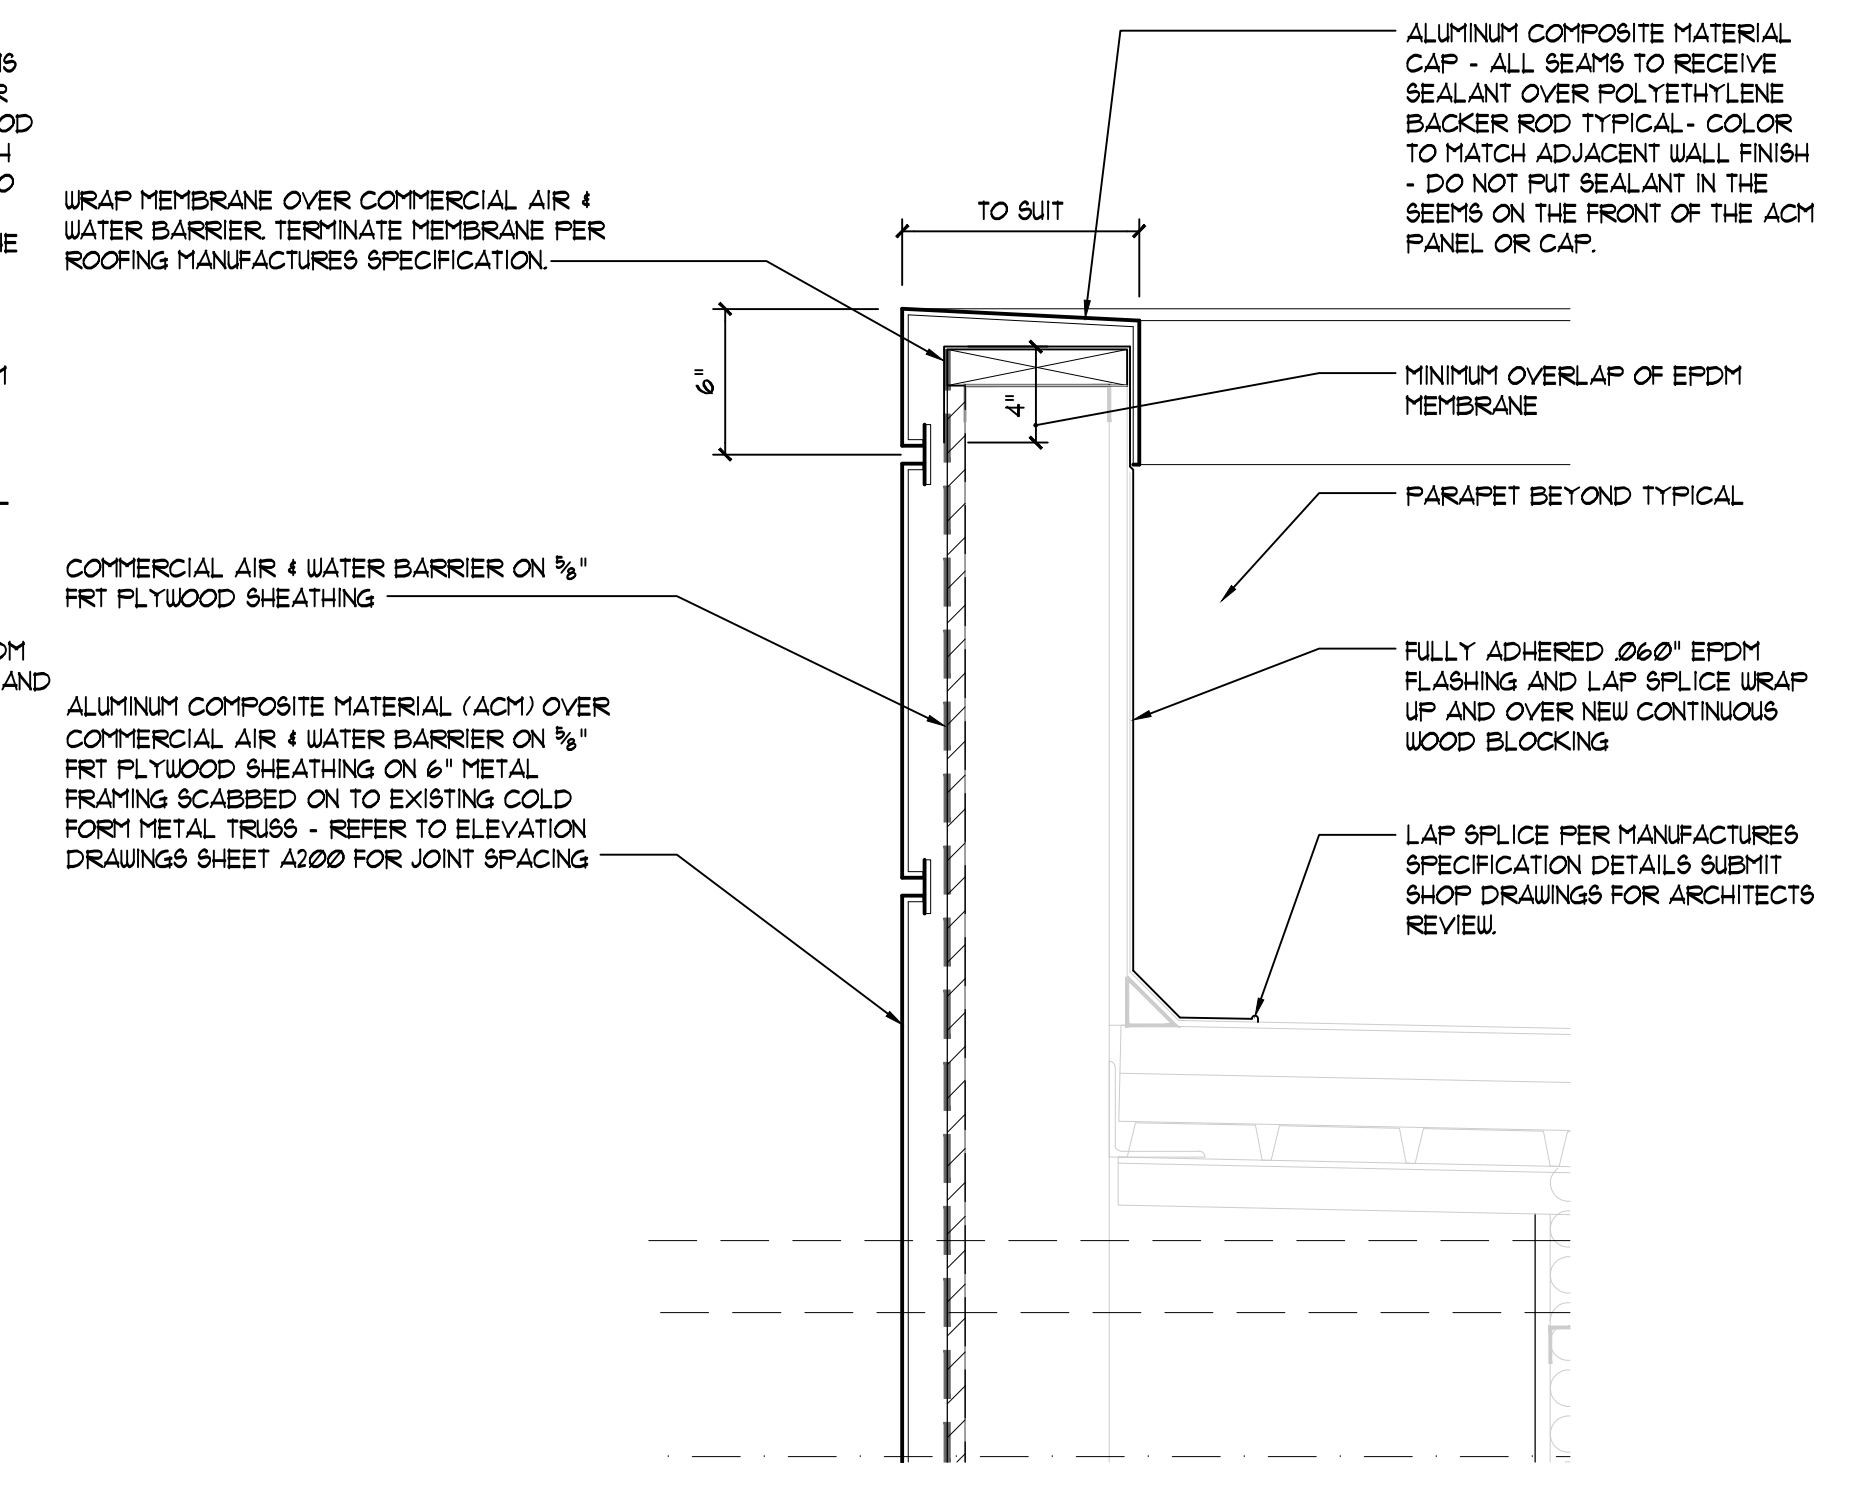 WRAP MEMBRANE OVER COMMERCIAL AIR &
WATER BARRIER. TERMINATE MEMBRANE PER
ROOFING MANUFACTURES SPECIFICATION.
COMMERCIAL AIR & WATER BARRIER ON 5/8"
FRT PLYWOOD SHEATHING
AND
ALUMINUM COMPOSITE MATERIAL (ACM) OVER
COMMERCIAL AIR & WATER BARRIER ON 5/8"
FRT PLYWOOD SHEATHING ON 6" METAL
FRAMING SCABBED ON TO EXISTING COLD
FORM METAL TRUSS - REFER TO ELEVATION
DRAWINGS SHEET A200 FOR JOINT SPACING
TO SUIT
6"
4"
ALUMINUM COMPOSITE MATERIAL
CAP - ALL SEAMS TO RECEIVE
SEALANT OVER POLYETHYLENE
BACKER ROD TYPICAL- COLOR
TO MATCH ADJACENT WALL FINISH
- DO NOT PUT SEALANT IN THE
SEEMS ON THE FRONT OF THE ACM
PANEL OR CAP.
MINIMUM OVERLAP OF EPDM
MEMBRANE
PARAPET BEYOND TYPICAL
FULLY ADHERED .060" EPDM
FLASHING AND LAP SPLICE WRAP
UP AND OVER NEW CONTINUOUS
WOOD BLOCKING
LAP SPLICE PER MANUFACTURES
SPECIFICATION DETAILS SUBMIT
SHOP DRAWINGS FOR ARCHITECTS
REVIEW.